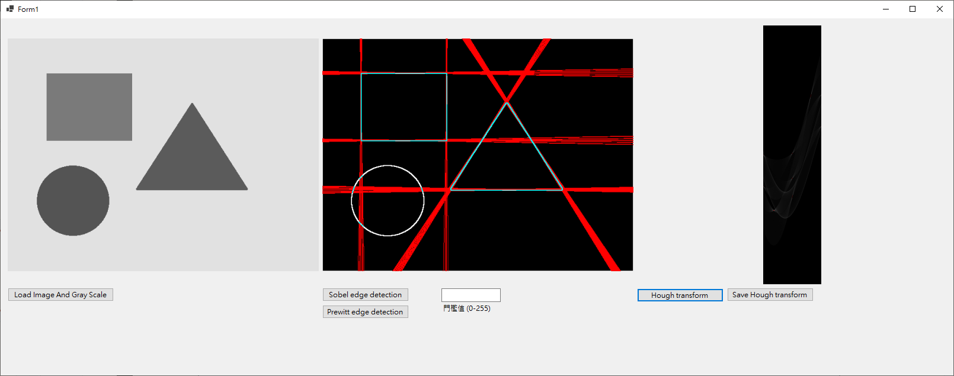 Form1
Load Image And Gray Scale
Sobel edge detection
Prewitt edge detection
門檻值 (0-255)
Hough transform
Save Hough transform